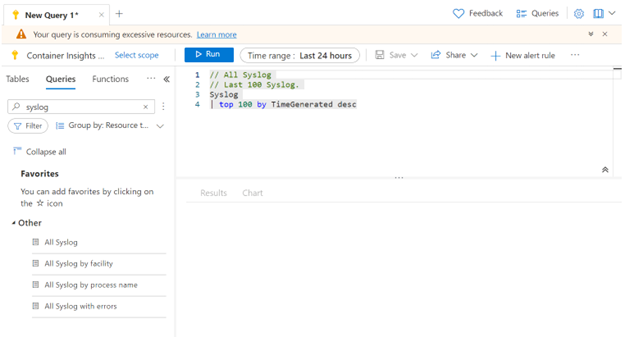 New Query 1*
Feedback
Queries
Your query is consuming excessive resources. Learn more
Container Insights ...
Select scope
Run
Time range : Last 24 hours
Save
Share
New alert rule
Tables
Queries
Functions
syslog
Filter
Group by: Resource t...
Collapse all
Favorites
You can add favorites by clicking on
the ☆ icon
Other
All Syslog
All Syslog by facility
All Syslog by process name
All Syslog with errors
1 // All Syslog
2 // Last 100 Syslog.
3 Syslog
4 | top 100 by TimeGenerated desc
Results
Chart